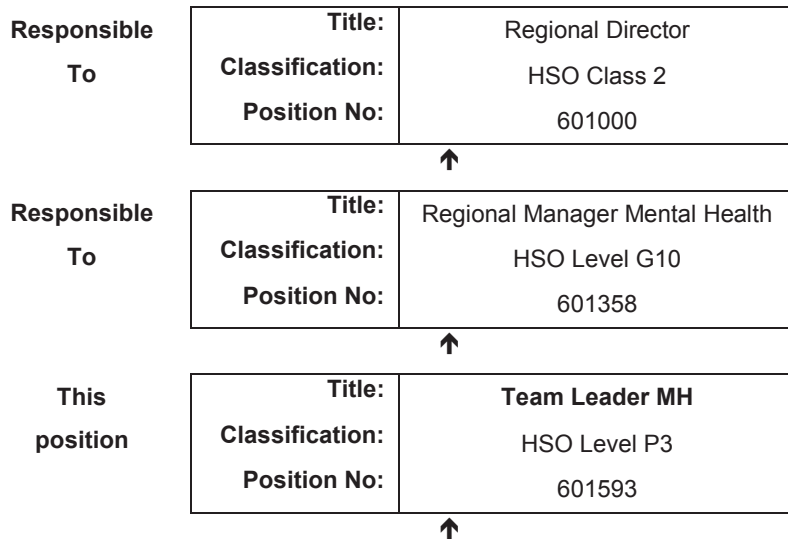 Responsible To
Title: Regional Director
Classification: HSO Class 2
Position No: 601000
↑
Responsible To
Title: Regional Manager Mental Health
Classification: HSO Level G10
Position No: 601358
↑
This position
Title: Team Leader MH
Classification: HSO Level P3
Position No: 601593
↑